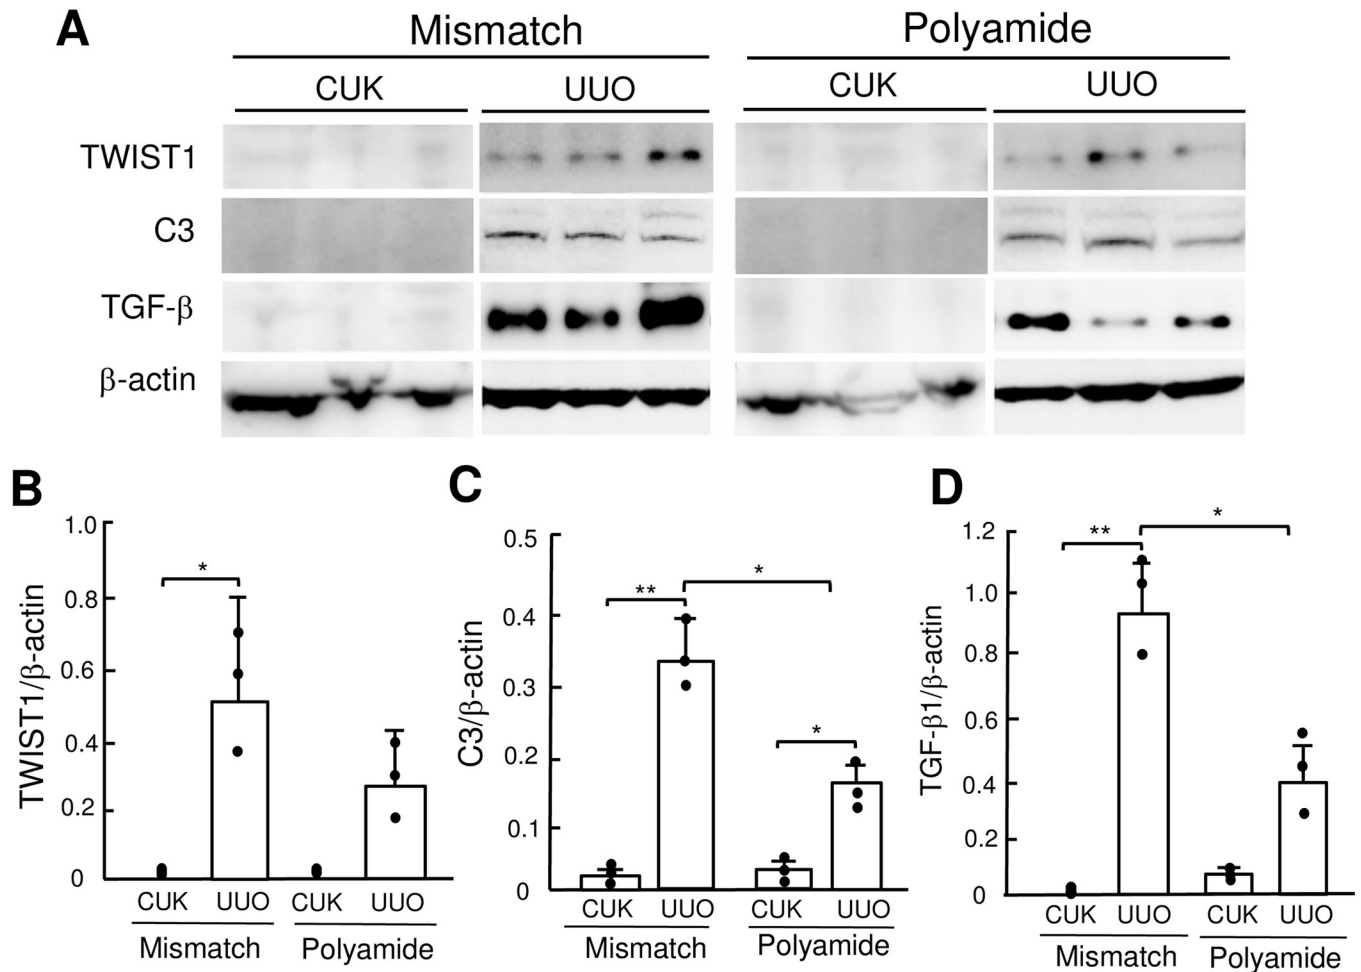 A
Mismatch
Polyamide
CUK
UUO
CUK
UUO
TWIST1
C3
TGF-β
β-actin
B
TWIST1/β-actin
1.0
0.8
0.6
0.4
0.2
0
*
CUK
UUO
CUK
UUO
Mismatch
Polyamide
C
C3/β-actin
0.5
0.4
0.3
0.2
0.1
0
**
*
*
CUK
UUO
CUK
UUO
Mismatch
Polyamide
D
TGF-β1/β-actin
1.2
1.0
0.8
0.6
0.4
0.2
0
**
*
CUK
UUO
CUK
UUO
Mismatch
Polyamide